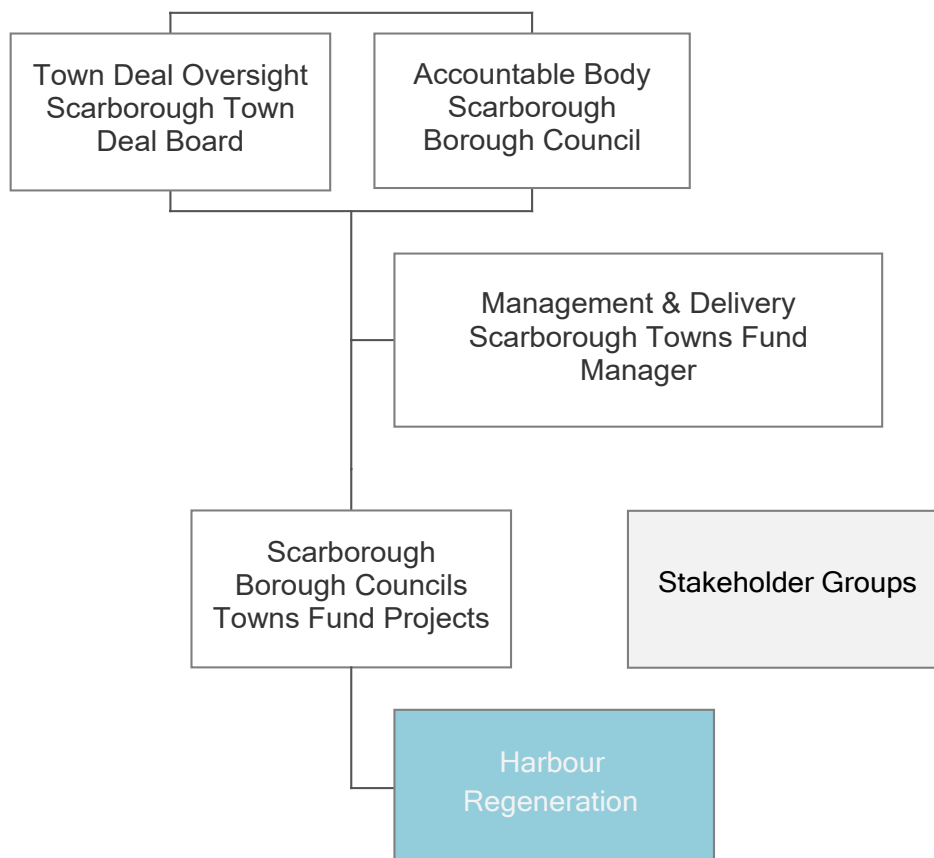 Town Deal Oversight
Scarborough Town
Deal Board
Accountable Body
Scarborough
Borough Council
Management & Delivery
Scarborough Towns Fund
Manager
Scarborough
Borough Councils
Towns Fund Projects
Stakeholder Groups
Harbour
Regeneration